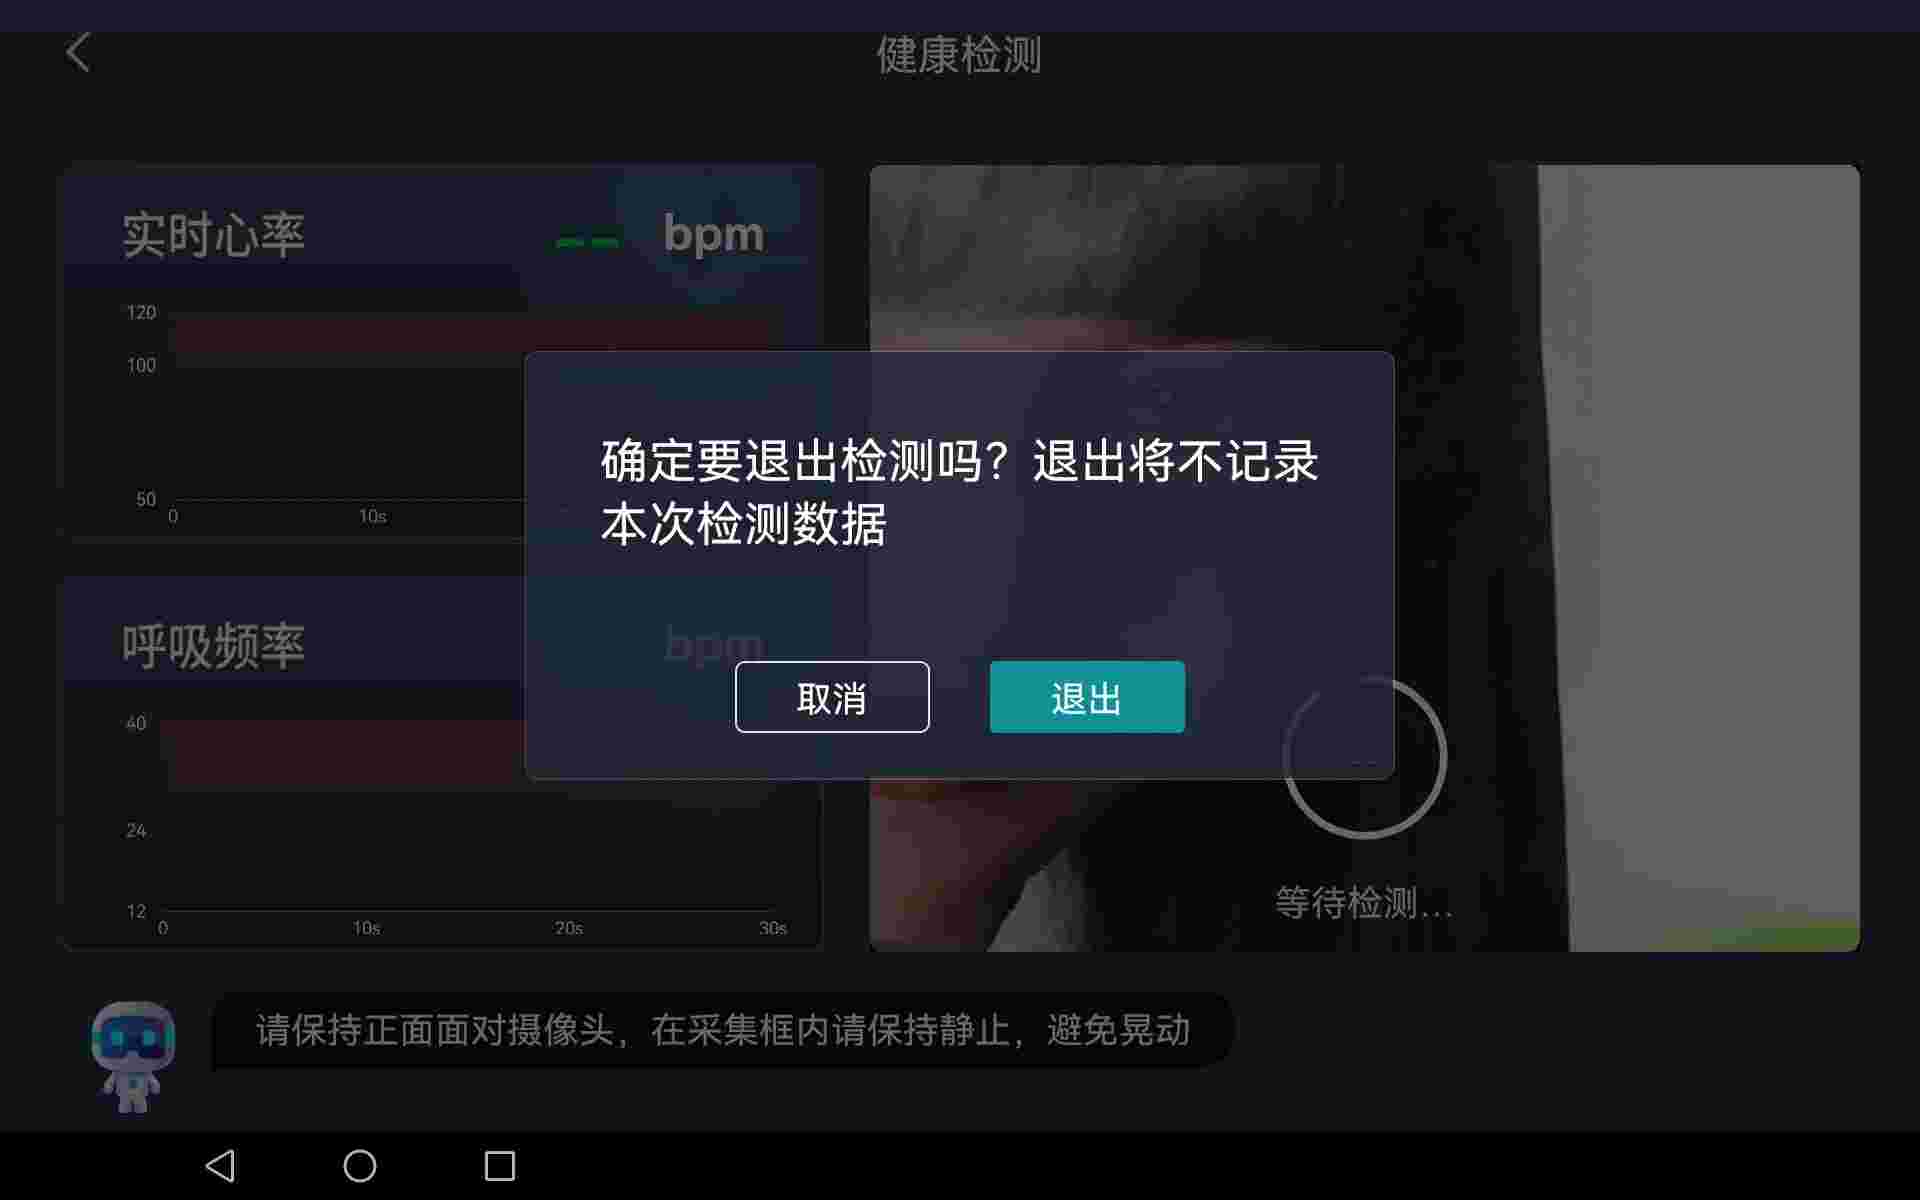 健康检测
实时心率
-- bpm
120
100
50
0 10s
确定要退出检测吗？退出将不记录
本次检测数据
取消
退出
呼吸频率
bpm
40
24
12
0 10s 20s 30s
等待检测...
请保持正面面对摄像头，在采集框内请保持静止，避免晃动